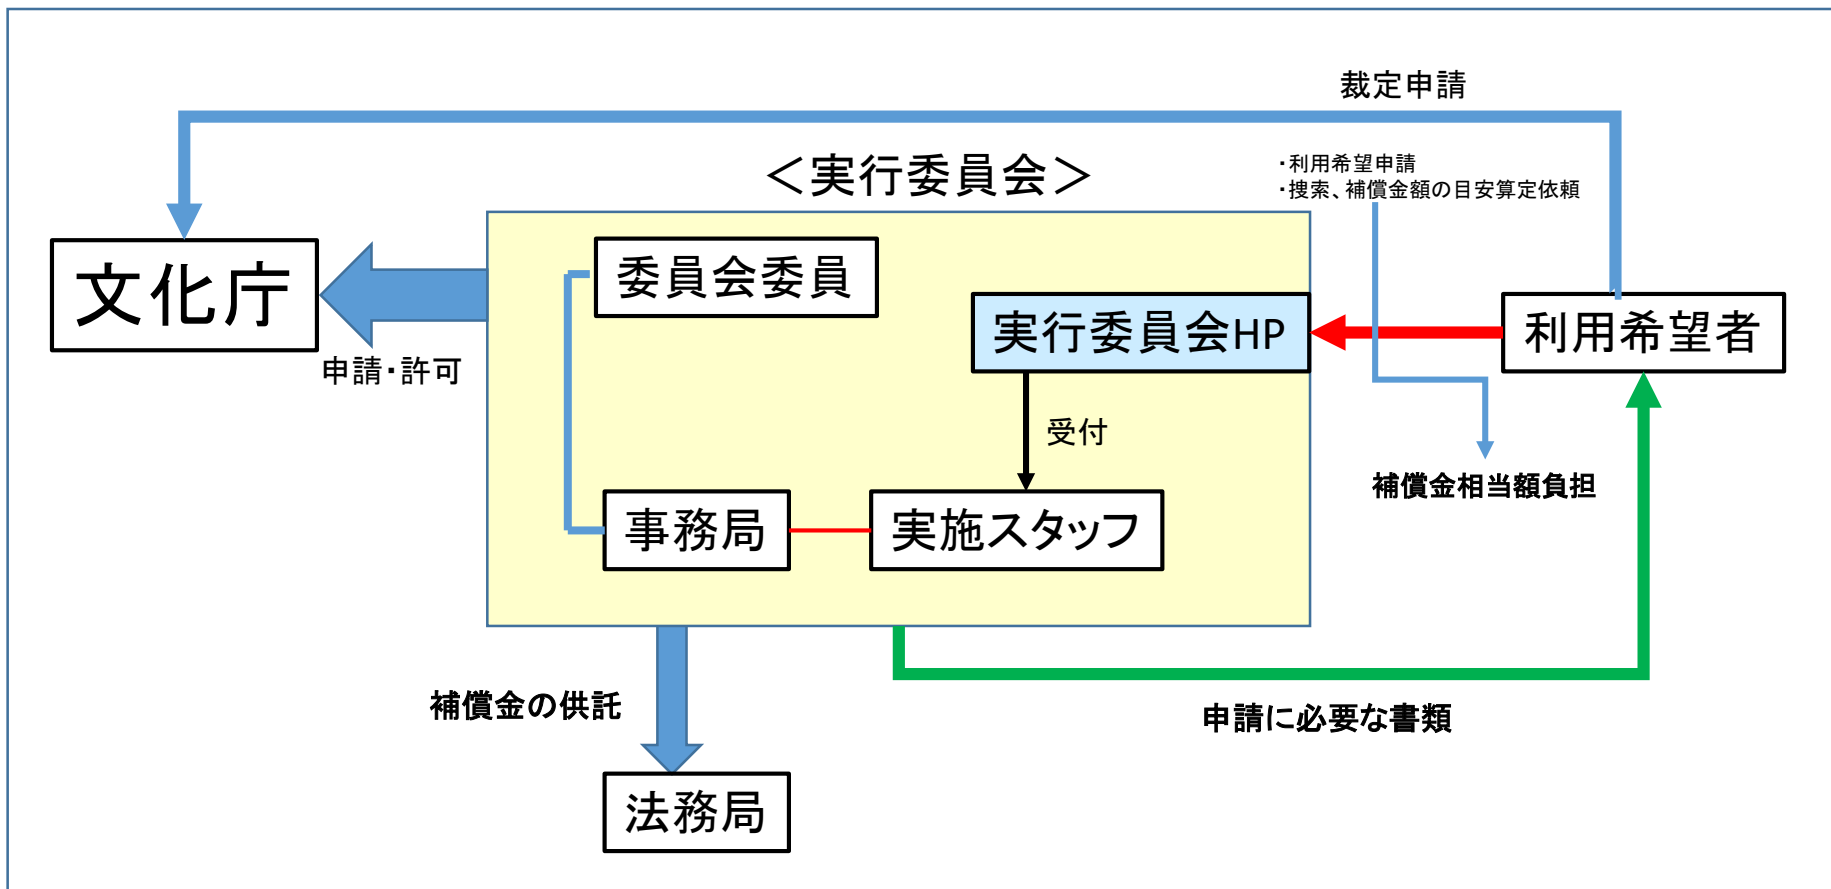 裁定申請
＜実行委員会＞
・利用希望申請
・捜索、補償金額の目安算定依頼
文化庁
委員会委員
実行委員会HP
利用希望者
申請・許可
受付
補償金相当額負担
事務局
実施スタッフ
補償金の供託
申請に必要な書類
法務局